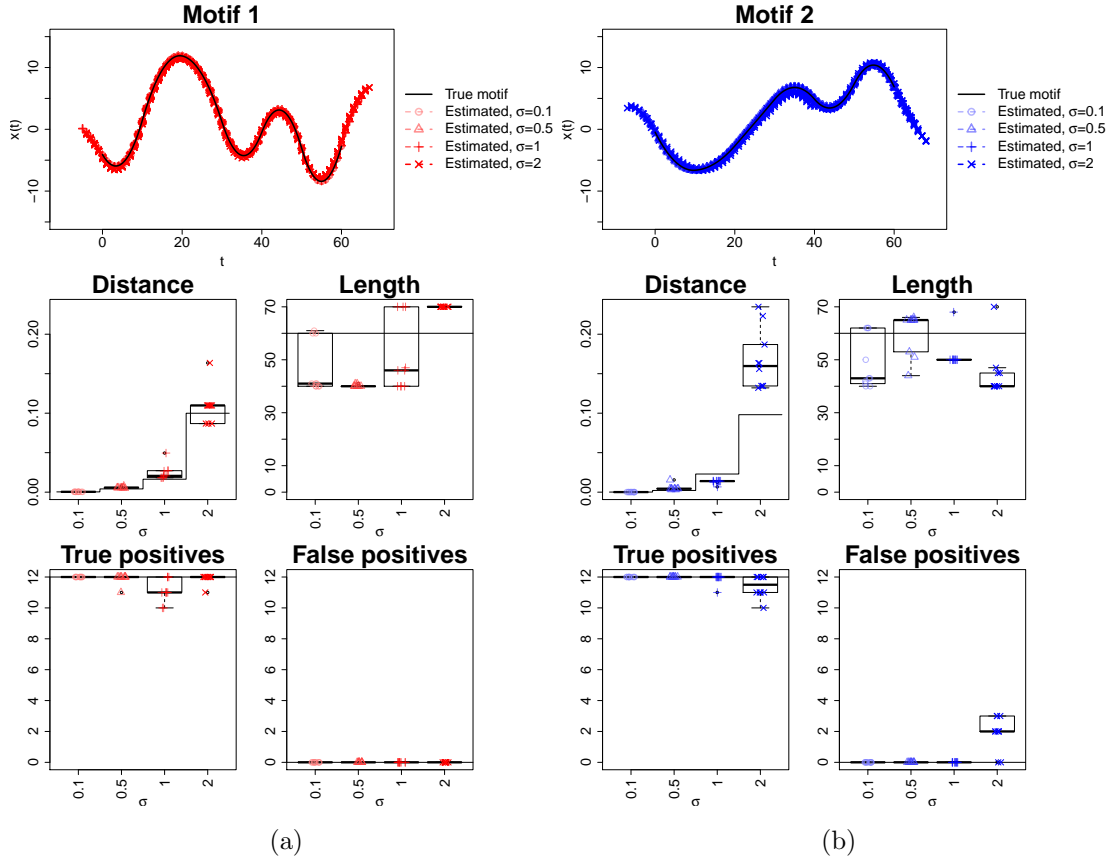 Motif 1
10
5
0
−10
x(t)
0
20
40
60
t
True motif
Estimated, σ=0.1
Estimated, σ=0.5
Estimated, σ=1
Estimated, σ=2
Motif 2
10
0
−10
x(t)
0
20
40
60
t
True motif
Estimated, σ=0.1
Estimated, σ=0.5
Estimated, σ=1
Estimated, σ=2
Distance
0.20
0.10
0.00
0.1
0.5
1
2
σ
Length
70
50
30
10
0
0.1
0.5
1
2
σ
Distance
0.20
0.10
0.00
0.1
0.5
1
2
σ
Length
70
50
30
10
0
0.1
0.5
1
2
σ
True positives
12
10
8
6
4
2
0
0.1
0.5
1
2
σ
False positives
12
10
8
6
4
2
0
0.1
0.5
1
2
σ
True positives
12
10
8
6
4
2
0
0.1
0.5
1
2
σ
False positives
12
10
8
6
4
2
0
0.1
0.5
1
2
σ
(a)
(b)